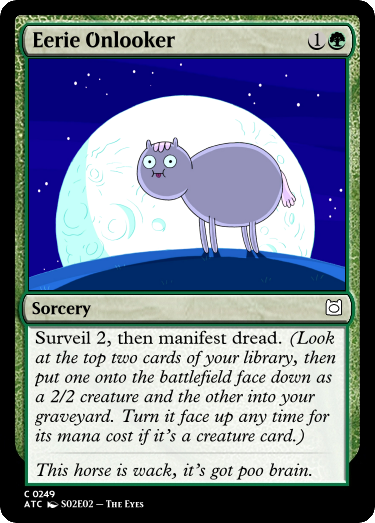 Eerie Onlooker 1
Sorcery
Surveil 2, then manifest dread. (Look
at the top two cards of your library, then
put one onto the battlefield face down as
a 2/2 creature and the other into your
graveyard. Turn it face up any time for
its mana cost if it's a creature card.)
This horse is wack, it's got poo brain.
C 0249
ATC S02E02 – The Eyes